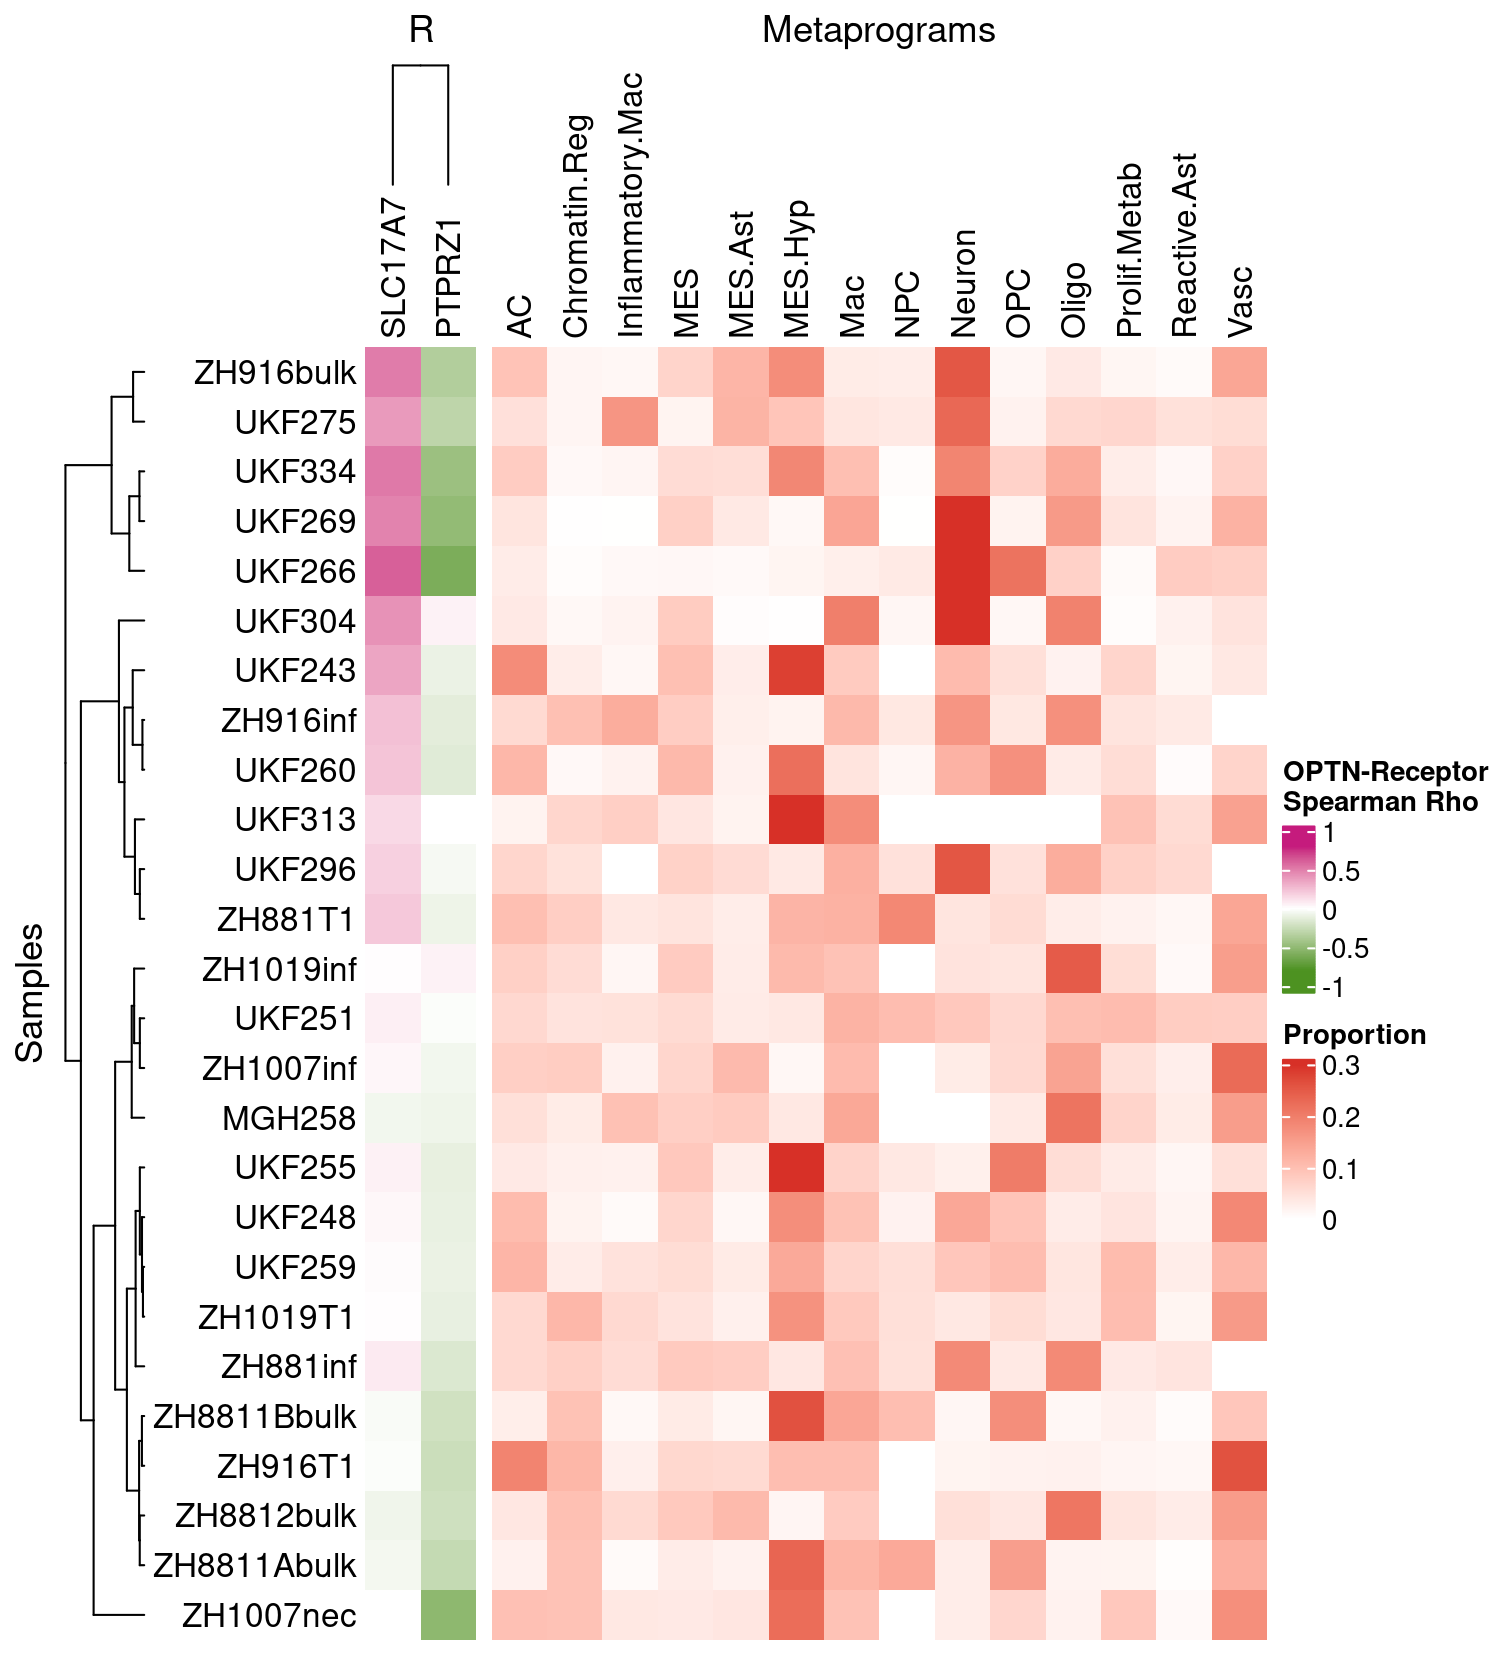 R
Metaprograms
SLC17A7
PTPRZ1
AC
Chromatin.Reg
Inflammatory.Mac
MES
MES.Ast
MES.Hyp
Mac
NPC
Neuron
OPC
Oligo
Prolif.Metab
Reactive.Ast
Vasc
Samples
ZH916bulk
UKF275
UKF334
UKF269
UKF266
UKF304
UKF243
ZH916inf
UKF260
UKF313
UKF296
ZH881T1
ZH1019inf
UKF251
ZH1007inf
MGH258
UKF255
UKF248
UKF259
ZH1019T1
ZH881inf
ZH8811Bbulk
ZH916T1
ZH8812bulk
ZH8811Abulk
ZH1007nec
OPTN-Receptor
Spearman Rho
1
0.5
0
-0.5
-1
Proportion
0.3
0.2
0.1
0